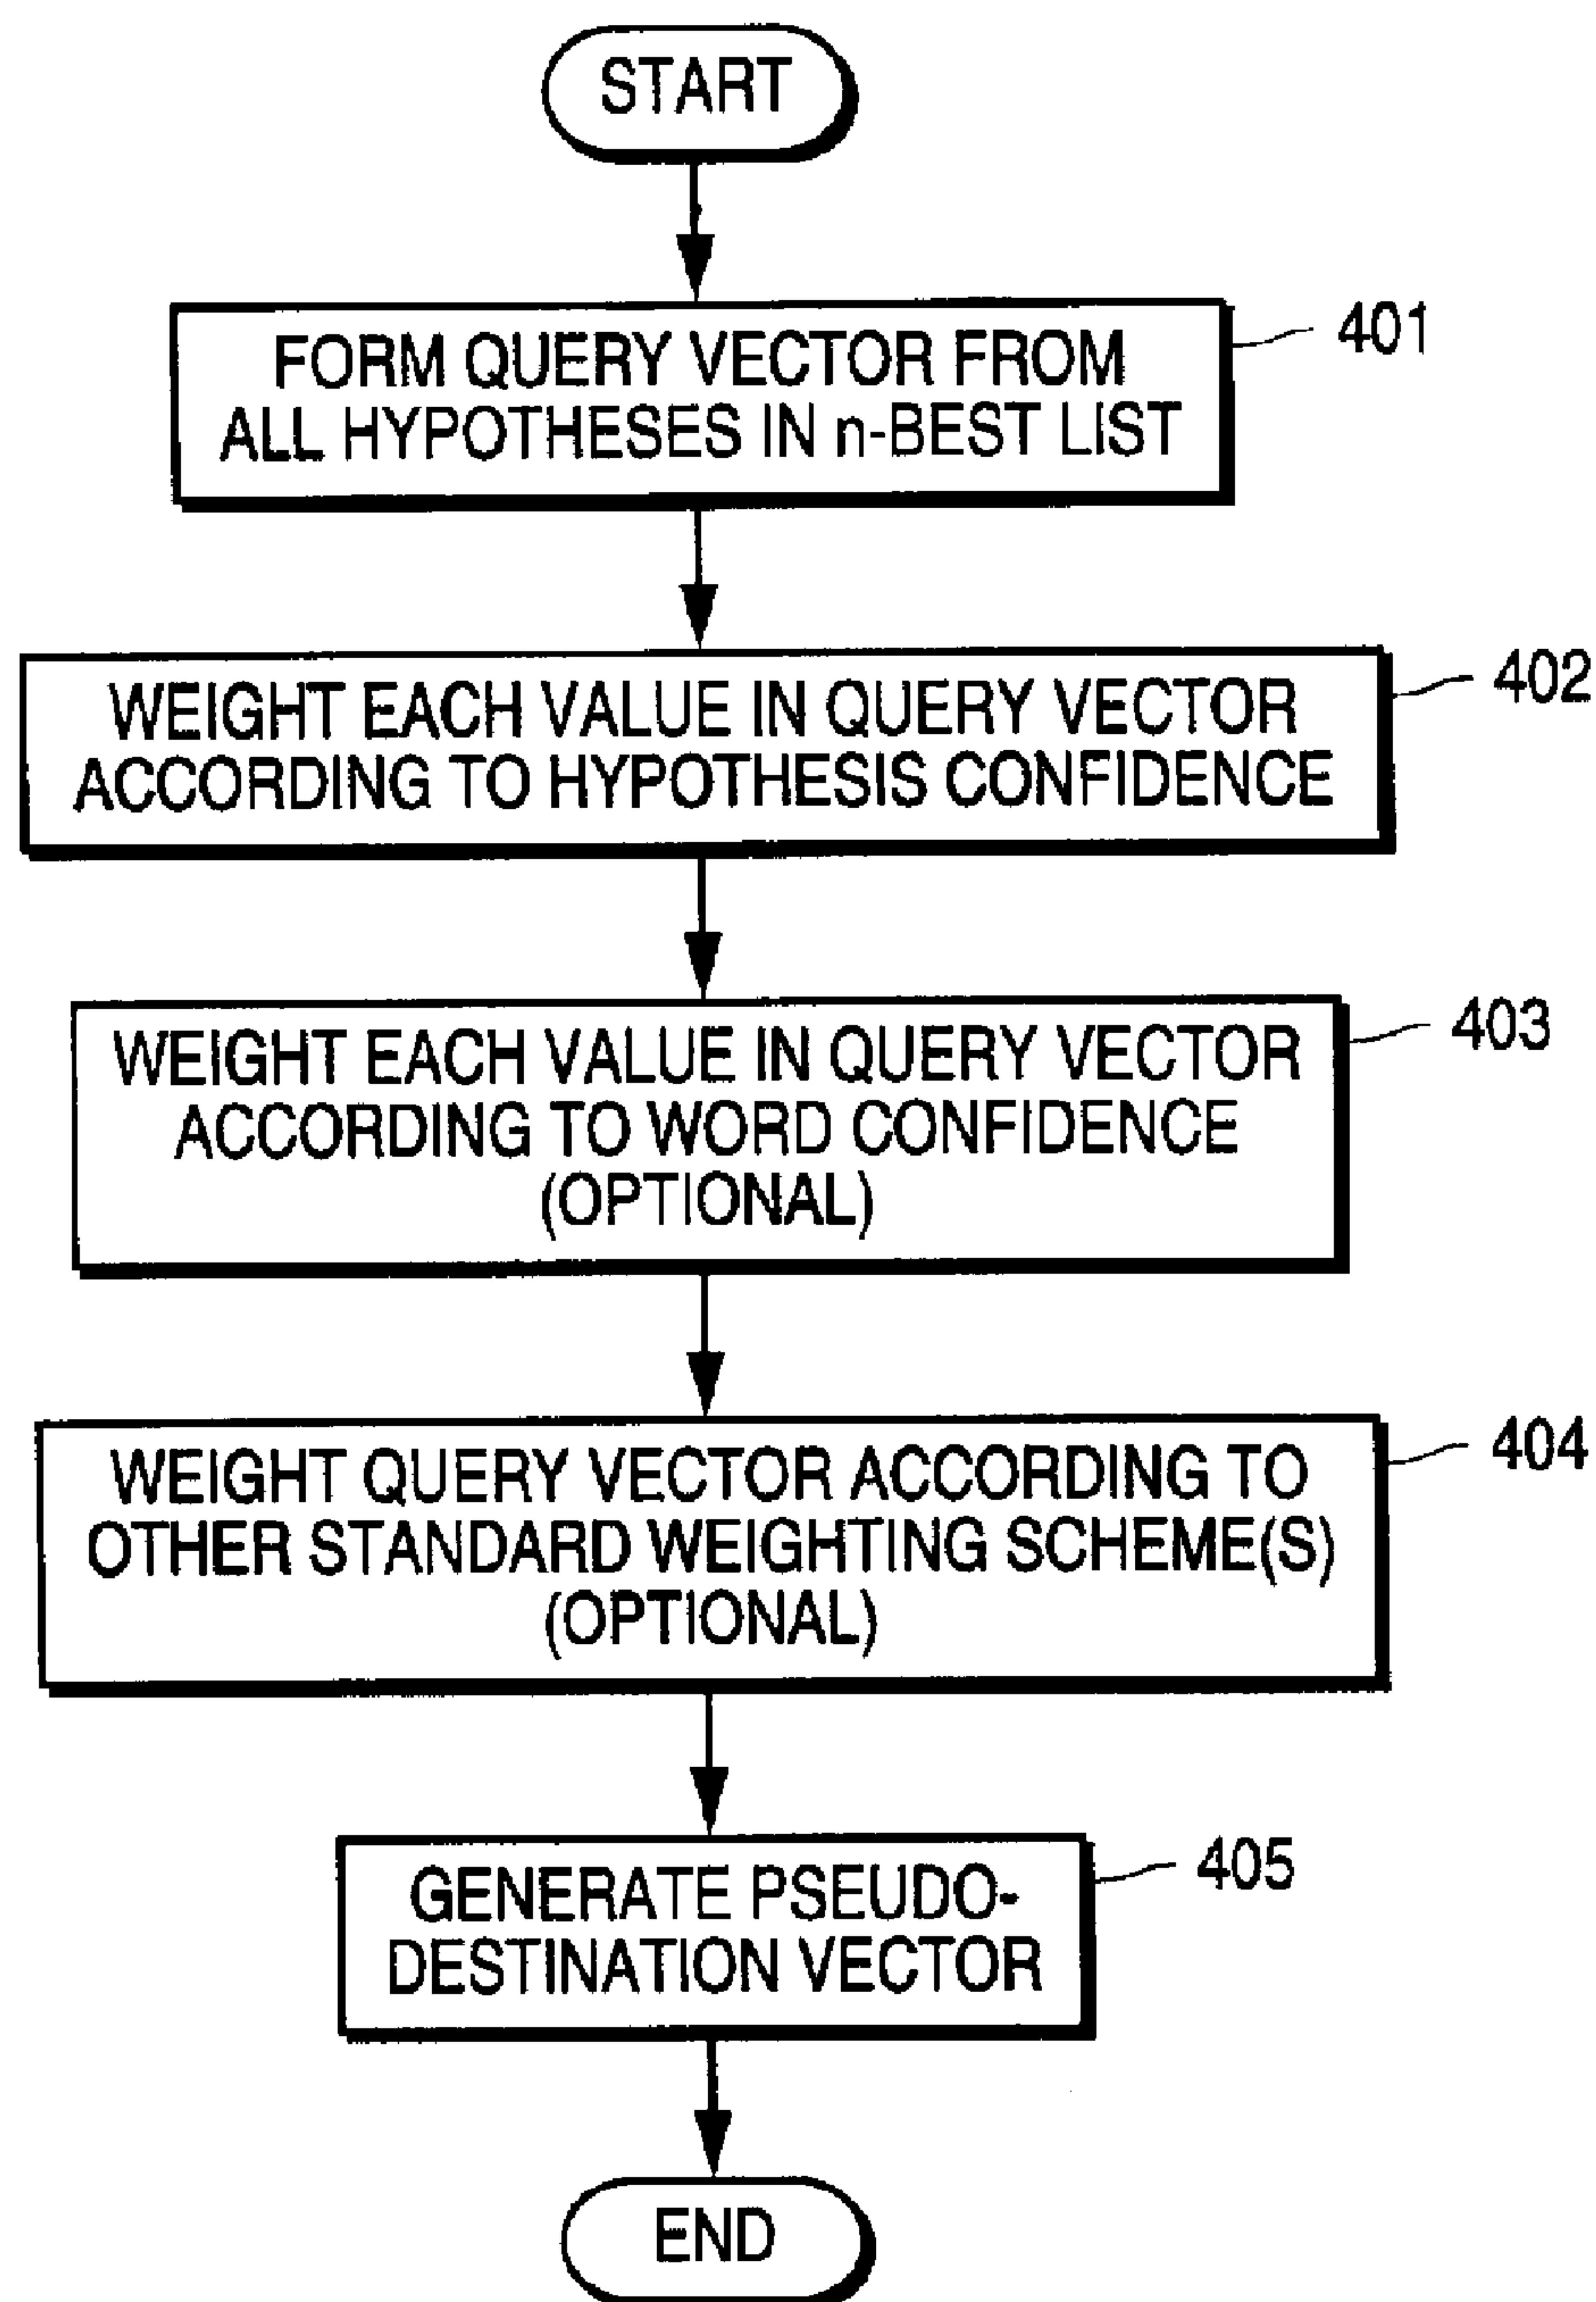 START
FORM QUERY VECTOR FROM
ALL HYPOTHESES IN n-BEST LIST
401
WEIGHT EACH VALUE IN QUERY VECTOR
ACCORDING TO HYPOTHESIS CONFIDENCE
402
WEIGHT EACH VALUE IN QUERY VECTOR
ACCORDING TO WORD CONFIDENCE
(OPTIONAL)
403
WEIGHT QUERY VECTOR ACCORDING TO
OTHER STANDARD WEIGHTING SCHEME(S)
(OPTIONAL)
404
GENERATE PSEUDO-
DESTINATION VECTOR
405
END